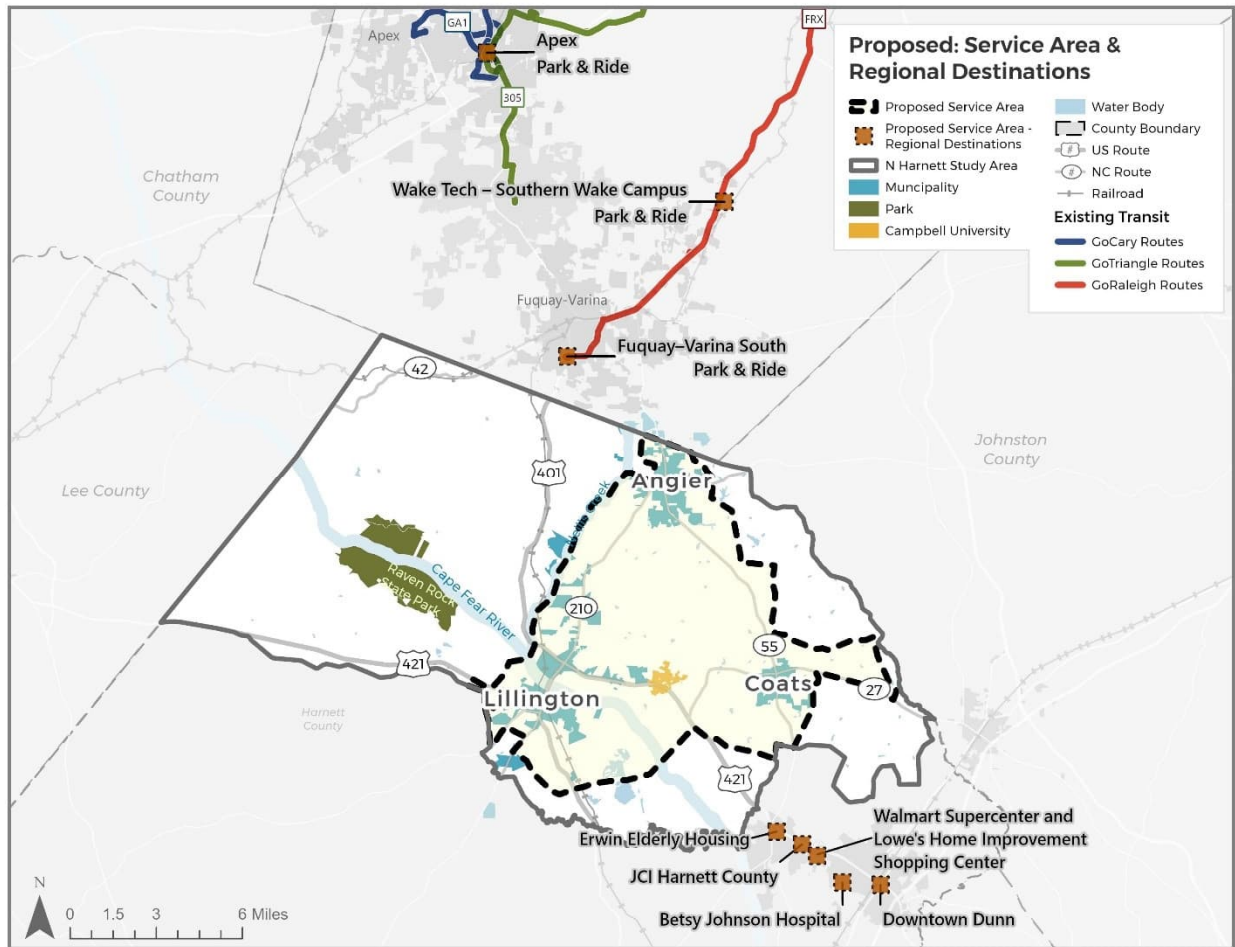 GA1
FRX
Apex
Apex
Park & Ride
305
Proposed: Service Area &
Regional Destinations
Proposed Service Area
Proposed Service Area -
Regional Destinations
N Harnett Study Area
Muncipality
Park
Campbell University
Water Body
County Boundary
# US Route
# NC Route
Railroad
Existing Transit
GoCary Routes
GoTriangle Routes
GoRaleigh Routes
Chatham
County
Wake Tech – Southern Wake Campus
Park & Ride
Fuquay-Varina
Fuquay–Varina South
Park & Ride
42
Johnston
County
Lee County
401
Angier
Creek
Raven Rock
State Park
Cape Fear River
210
55
421
Lillington
Coats
27
Harnett
County
421
Erwin Elderly Housing
Walmart Supercenter and
Lowe's Home Improvement
Shopping Center
JCI Harnett County
Betsy Johnson Hospital
Downtown Dunn
N
0 1.5 3 6 Miles